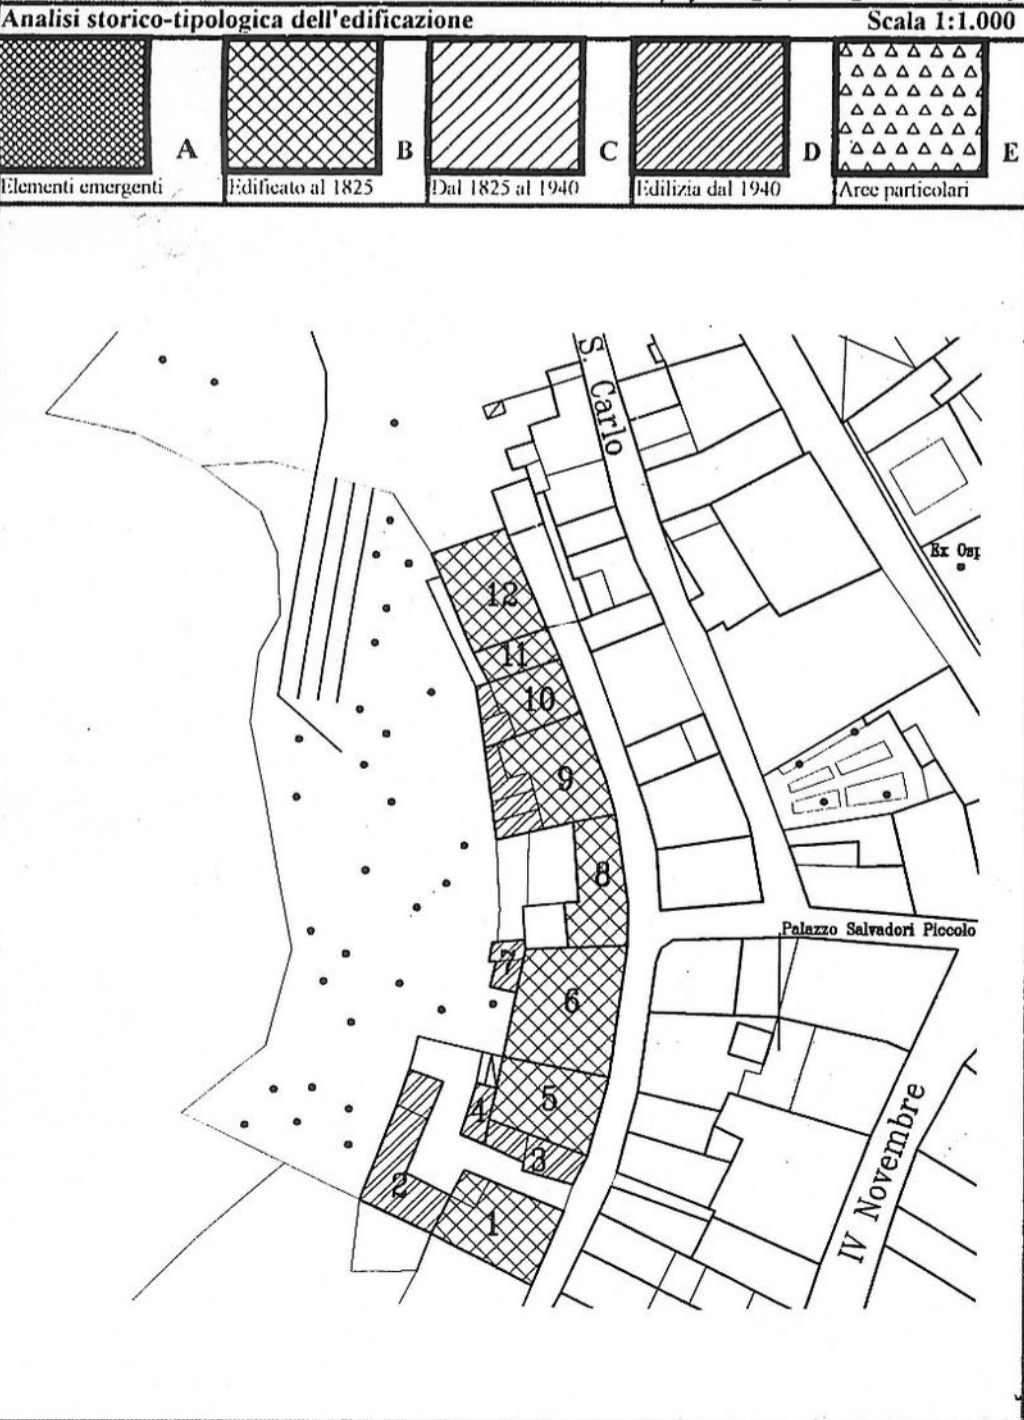 Analisi storico-tipologica dell'edificazione
Scala 1:1.000
A
B
C
D
E
Elementi emergenti
Edificato al 1825
Dal 1825 al 1940
Edilizia dal 1940
Aree particolari
S. Carlo
Ex Osp
12
11
10
9
8
Palazzo Salvadori Piccolo
7
6
5
4
3
2
1
IV Novembre